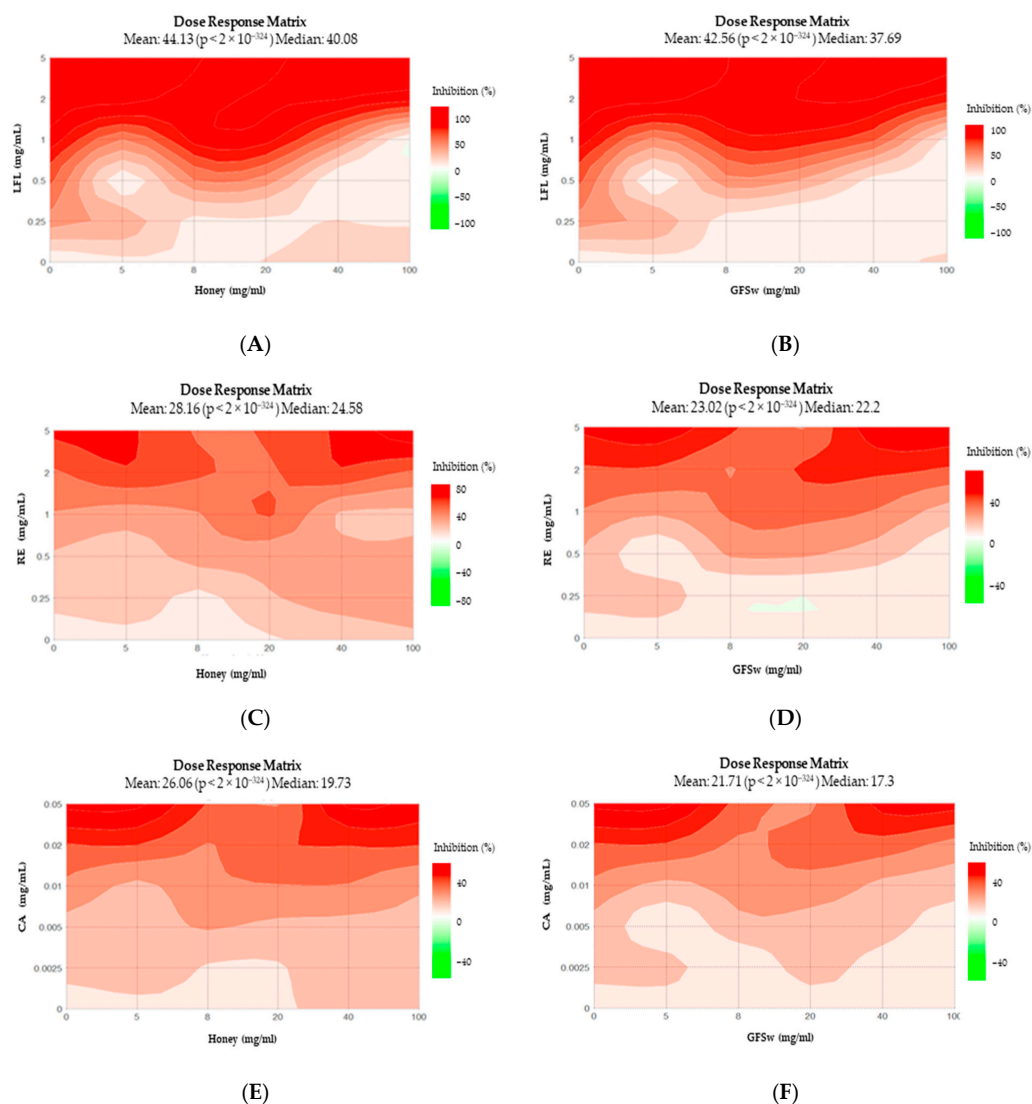 Dose Response Matrix
Mean: 44.13 (p < 2 × 10⁻³²⁴) Median: 40.08
Inhibition (%)
100
50
0
−50
−100
LFL (mg/mL)
5
2
1
0.5
0.25
0
0 5 8 20 40 100
Honey (mg/ml)
(A)
Dose Response Matrix
Mean: 42.56 (p < 2 × 10⁻³²⁴) Median: 37.69
Inhibition (%)
100
50
0
−50
−100
LFL (mg/mL)
5
2
1
0.5
0.25
0
0 5 8 20 40 100
GFSw (mg/ml)
(B)
Dose Response Matrix
Mean: 28.16 (p < 2 × 10⁻³²⁴) Median: 24.58
Inhibition (%)
80
40
0
−40
−80
RE (mg/mL)
5
2
1
0.5
0.25
0
0 5 8 20 40 100
Honey (mg/ml)
(C)
Dose Response Matrix
Mean: 23.02 (p < 2 × 10⁻³²⁴) Median: 22.2
Inhibition (%)
40
0
−40
RE (mg/mL)
5
2
1
0.5
0.25
0
0 5 8 20 40 100
GFSw (mg/ml)
(D)
Dose Response Matrix
Mean: 26.06 (p < 2 × 10⁻³²⁴) Median: 19.73
Inhibition (%)
40
0
−40
CA (mg/mL)
0.05
0.02
0.01
0.005
0.0025
0
0 5 8 20 40 100
Honey (mg/ml)
(E)
Dose Response Matrix
Mean: 21.71 (p < 2 × 10⁻³²⁴) Median: 17.3
Inhibition (%)
40
0
−40
CA (mg/mL)
0.05
0.02
0.01
0.005
0.0025
0
0 5 8 20 40 100
GFSw (mg/ml)
(F)